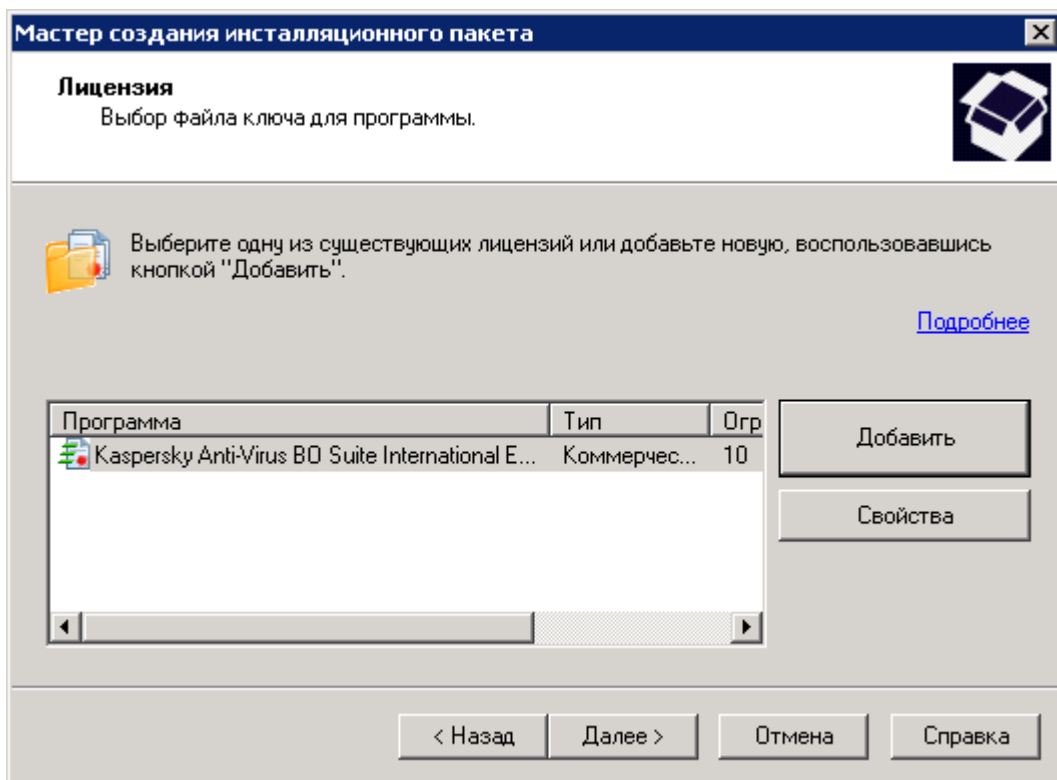 Мастер создания инсталляционного пакета
Лицензия
Выбор файла ключа для программы.
Выберите одну из существующих лицензий или добавьте новую, воспользовавшись
кнопкой "Добавить".
Подробнее
Программа Тип Огр
Kaspersky Anti-Virus BO Suite International E... Коммерчес... 10
Добавить
Свойства
< Назад Далее > Отмена Справка